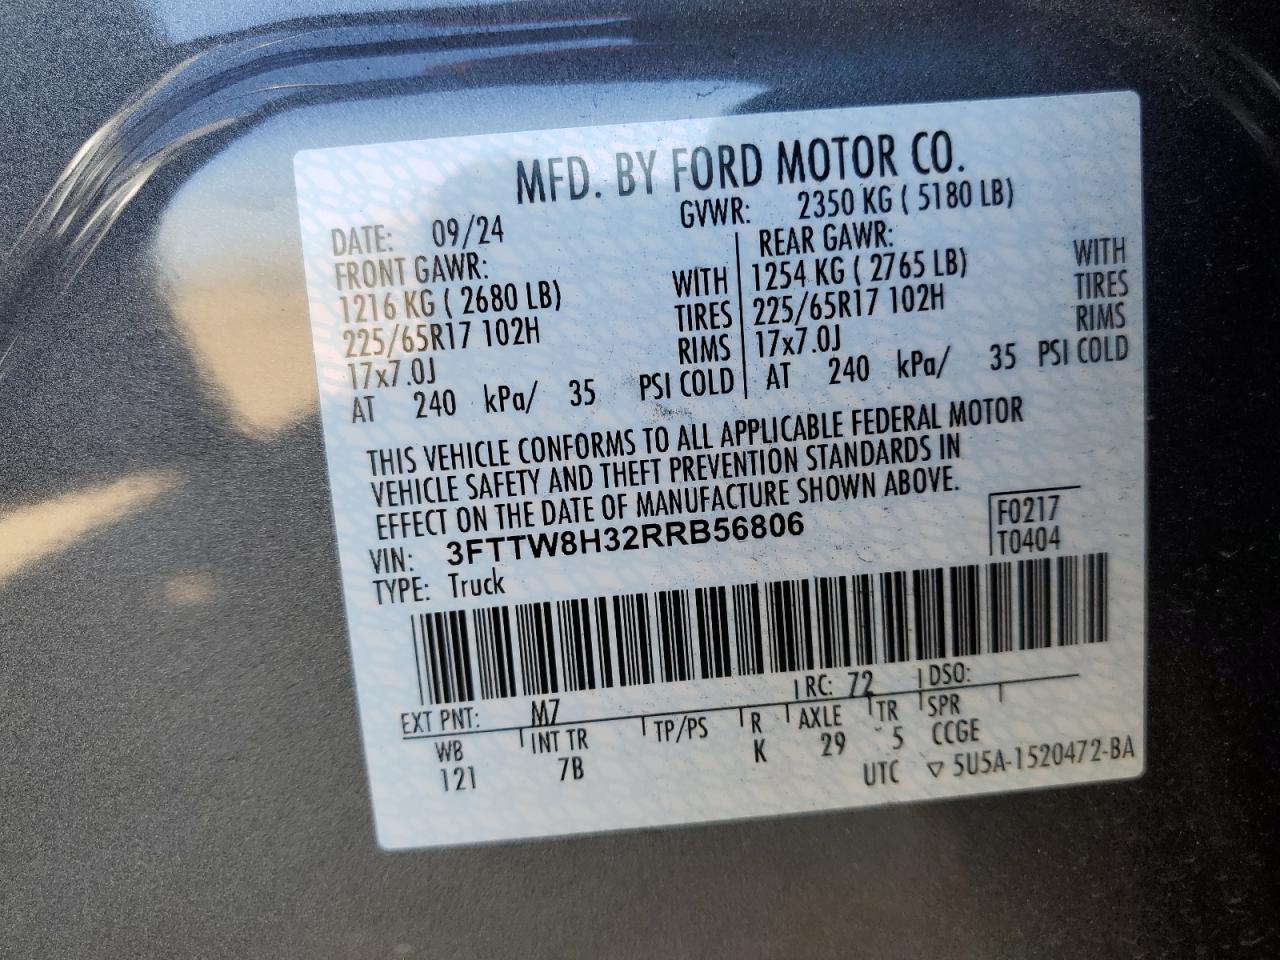 MFD. BY FORD MOTOR CO.
DATE: 09/24 GVWR: 2350 KG ( 5180 LB)
FRONT GAWR: REAR GAWR:
1216 KG ( 2680 LB) WITH 1254 KG ( 2765 LB) WITH
225/65R17 102H TIRES 225/65R17 102H TIRES
17x7.0J RIMS 17x7.0J RIMS
AT 240 kPa/ 35 PSI COLD AT 240 kPa/ 35 PSI COLD
THIS VEHICLE CONFORMS TO ALL APPLICABLE FEDERAL MOTOR
VEHICLE SAFETY AND THEFT PREVENTION STANDARDS IN
EFFECT ON THE DATE OF MANUFACTURE SHOWN ABOVE.
VIN: 3FTTW8H32RRB56806 F0217
TYPE: Truck T0404
EXT PNT: M7 RC: 72 DSO:
WB INT TR TP/PS R AXLE TR SPR
121 7B K 29 5 CCGE
UTC ▽ 5U5A-1520472-BA